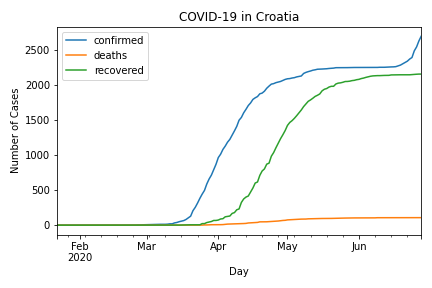 COVID-19 in Croatia
confirmed
deaths
recovered
Number of Cases
2500
2000
1500
1000
500
0
Feb
2020
Mar
Apr
May
Jun
Day